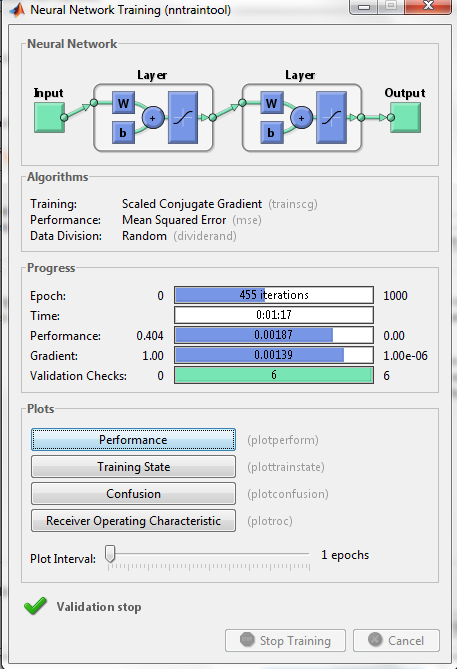 Neural Network Training (nntraintool)
Neural Network
Layer Layer
Input Output
W W
+ +
b b
Algorithms
Training: Scaled Conjugate Gradient (trainscg)
Performance: Mean Squared Error (mse)
Data Division: Random (dividerand)
Progress
Epoch: 0 455 iterations 1000
Time: 0:01:17
Performance: 0.404 0.00187 0.00
Gradient: 1.00 0.00139 1.00e-06
Validation Checks: 0 6 6
Plots
Performance (plotperform)
Training State (plottrainstate)
Confusion (plotconfusion)
Receiver Operating Characteristic (plotroc)
Plot Interval: 1 epochs
Validation stop
Stop Training Cancel